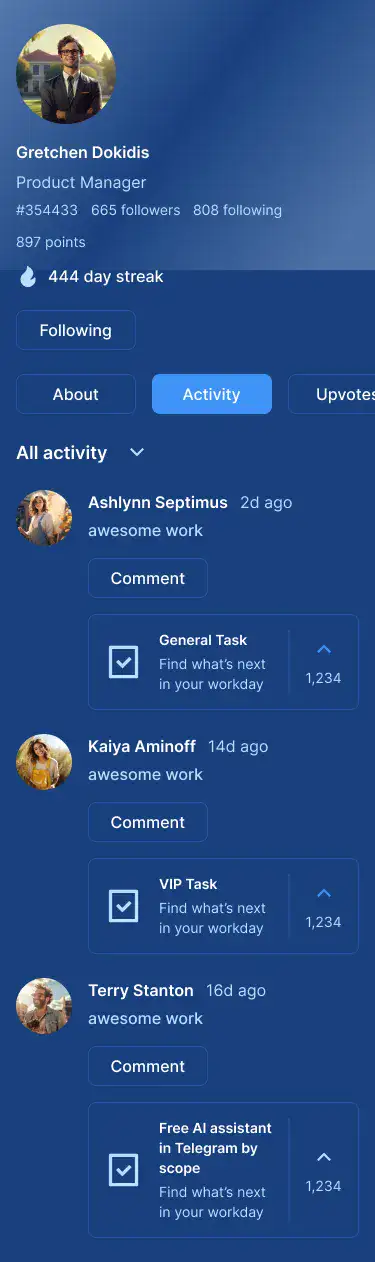 Gretchen Dokidis
Product Manager
#354433 665 followers 808 following
897 points
444 day streak
Following
About Activity Upvotes
All activity
Ashlynn Septimus 2d ago
awesome work
Comment
General Task
Find what’s next
in your workday
1,234
Kaiya Aminoff 14d ago
awesome work
Comment
VIP Task
Find what’s next
in your workday
1,234
Terry Stanton 16d ago
awesome work
Comment
Free AI assistant
in Telegram by
scope
Find what’s next
in your workday
1,234